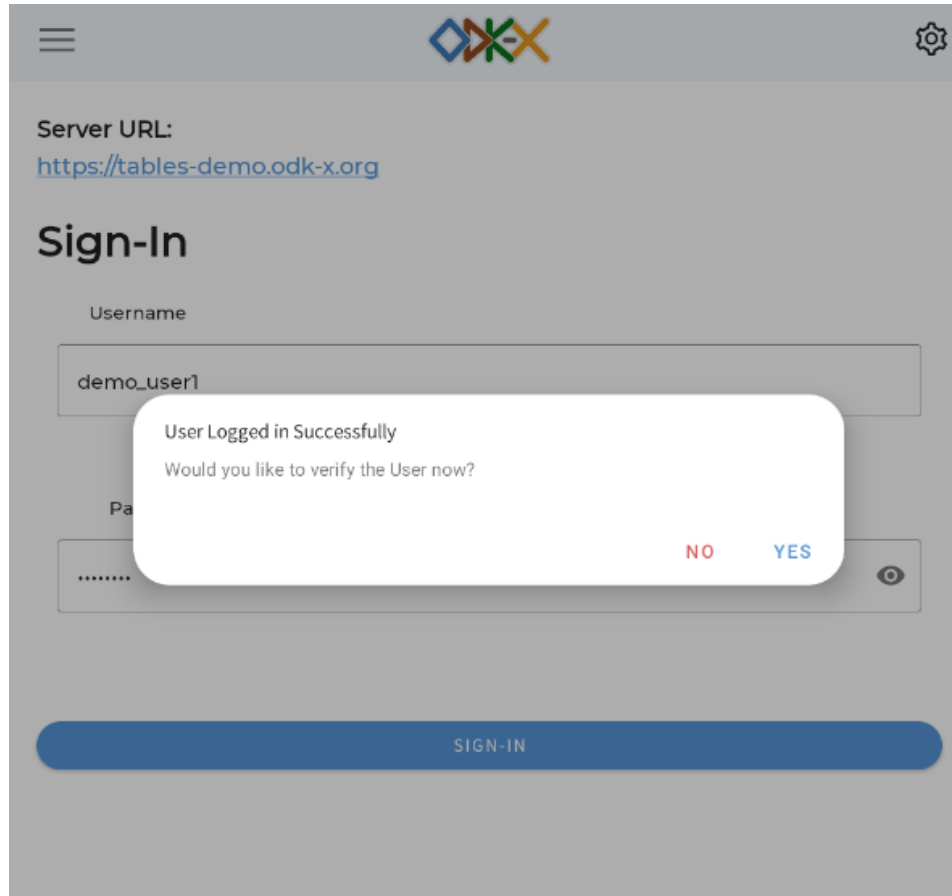 ODK-X
Server URL:
https://tables-demo.odk-x.org
Sign-In
Username
demo_user1
User Logged in Successfully
Would you like to verify the User now?
Pa
NO YES
••••••••
SIGN-IN